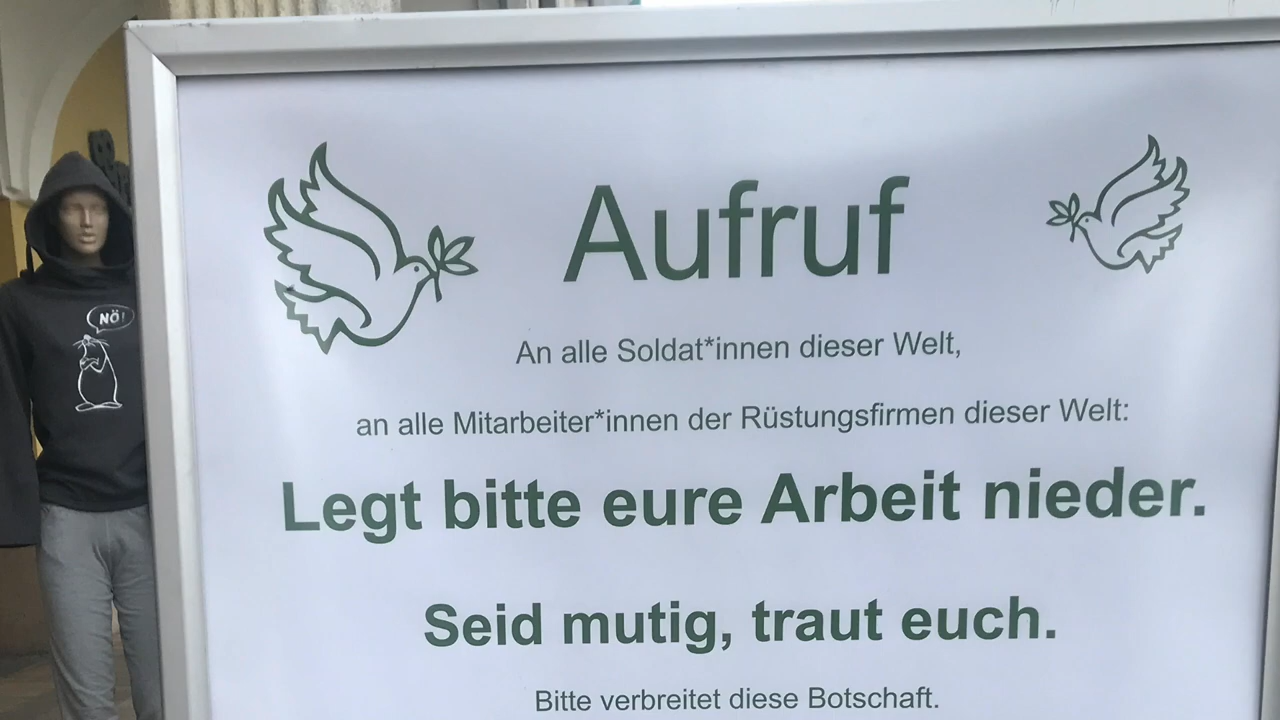 Aufruf
An alle Soldat*innen dieser Welt,
an alle Mitarbeiter*innen der Rüstungsfirmen dieser Welt:
Legt bitte eure Arbeit nieder.
Seid mutig, traut euch.
Bitte verbreitet diese Botschaft.
NÖ!